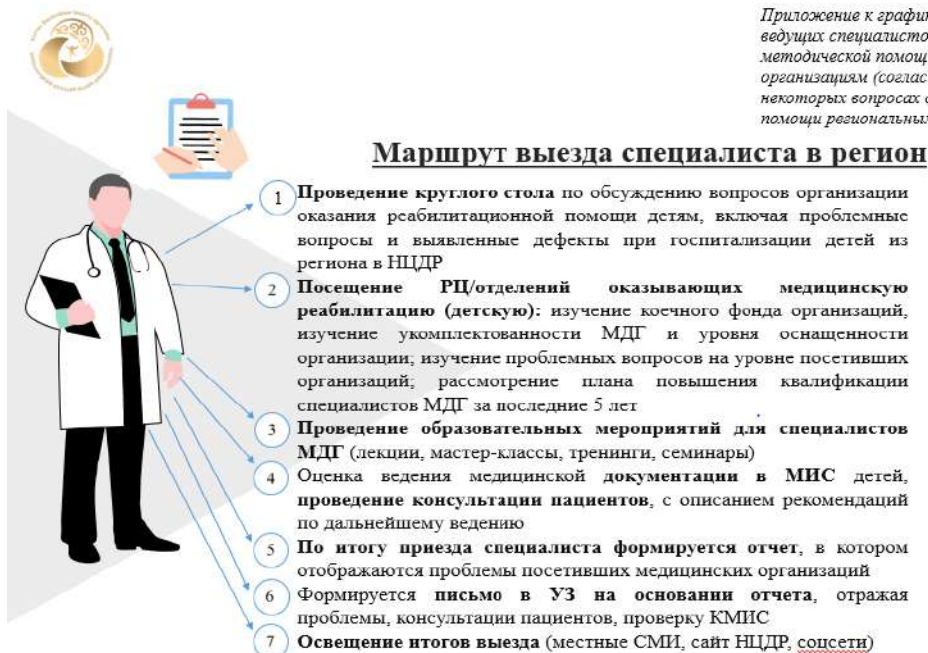 Приложение к график
ведущих специалисто
методической помощ
организациям (соглас
некоторых вопросах
помощи региональны
Маршрут выезда специалиста в регион
1 Проведение круглого стола по обсуждению вопросов организации
оказания реабилитационной помощи детям, включая проблемные
вопросы и выявленные дефекты при госпитализации детей из
региона в НЦДР
2 Посещение РЦ/отделений оказывающих медицинскую
реабилитацию (детскую): изучение коечного фонда организаций,
изучение укомплектованности МДГ и уровня оснащенности
организации; изучение проблемных вопросов на уровне посетивших
организаций; рассмотрение плана повышения квалификации
специалистов МДГ за последние 5 лет
3 Проведение образовательных мероприятий для специалистов
МДГ (лекции, мастер-классы, тренинги, семинары)
4 Оценка ведения медицинской документации в МИС детей,
проведение консультации пациентов, с описанием рекомендаций
по дальнейшему ведению
5 По итогу приезда специалиста формируется отчет, в котором
отображаются проблемы посетивших медицинских организаций
6 Формируется письмо в УЗ на основании отчета, отражая
проблемы, консультации пациентов, проверку КМИС
7 Освещение итогов выезда (местные СМИ, сайт НЦДР, соцсети)